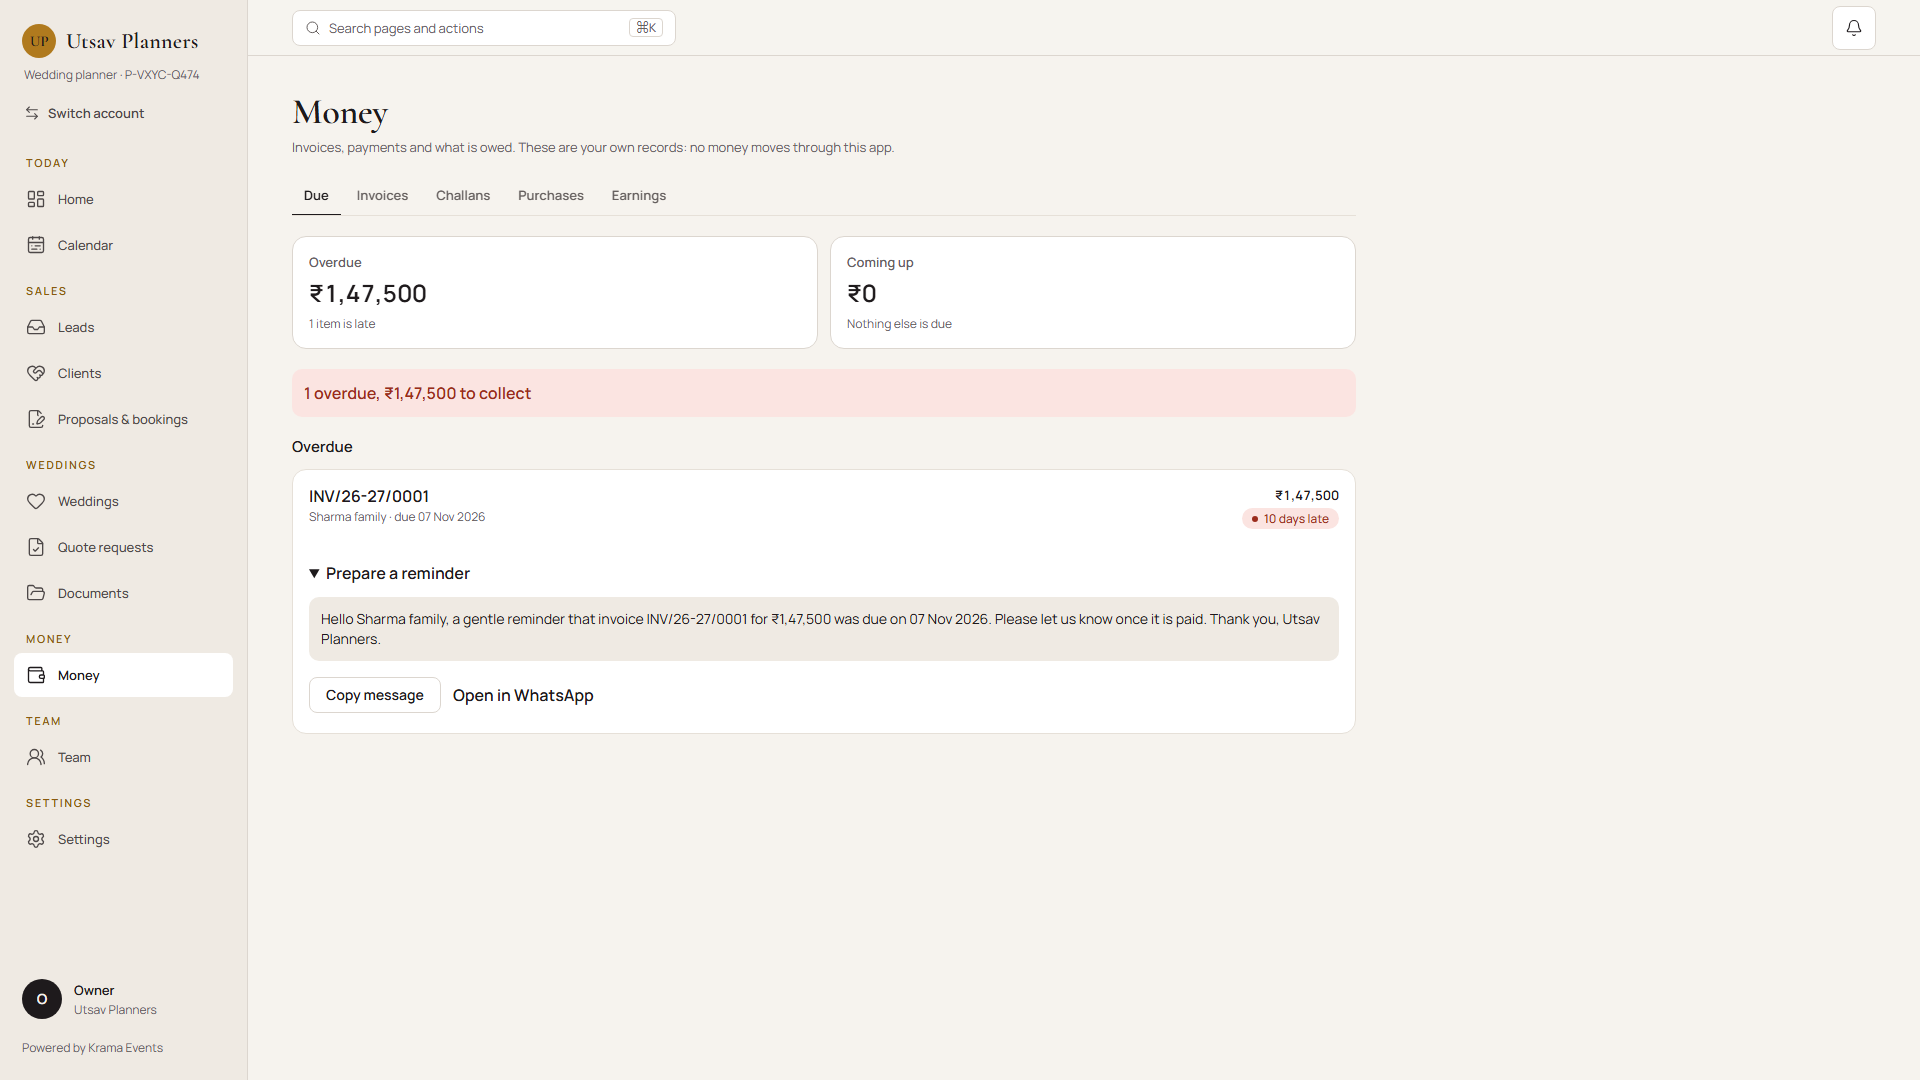 UP
Utsav Planners
Wedding planner · P-VXYC-Q474
Switch account
TODAY
Home
Calendar
SALES
Leads
Clients
Proposals & bookings
WEDDINGS
Weddings
Quote requests
Documents
MONEY
Money
TEAM
Team
SETTINGS
Settings
O
Owner
Utsav Planners
Powered by Krama Events
Search pages and actions
⌘K
Money
Invoices, payments and what is owed. These are your own records: no money moves through this app.
Due
Invoices
Challans
Purchases
Earnings
Overdue
₹1,47,500
1 item is late
Coming up
₹0
Nothing else is due
1 overdue, ₹1,47,500 to collect
Overdue
INV/26-27/0001
₹1,47,500
Sharma family · due 07 Nov 2026
10 days late
Prepare a reminder
Hello Sharma family, a gentle reminder that invoice INV/26-27/0001 for ₹1,47,500 was due on 07 Nov 2026. Please let us know once it is paid. Thank you, Utsav
Planners.
Copy message
Open in WhatsApp